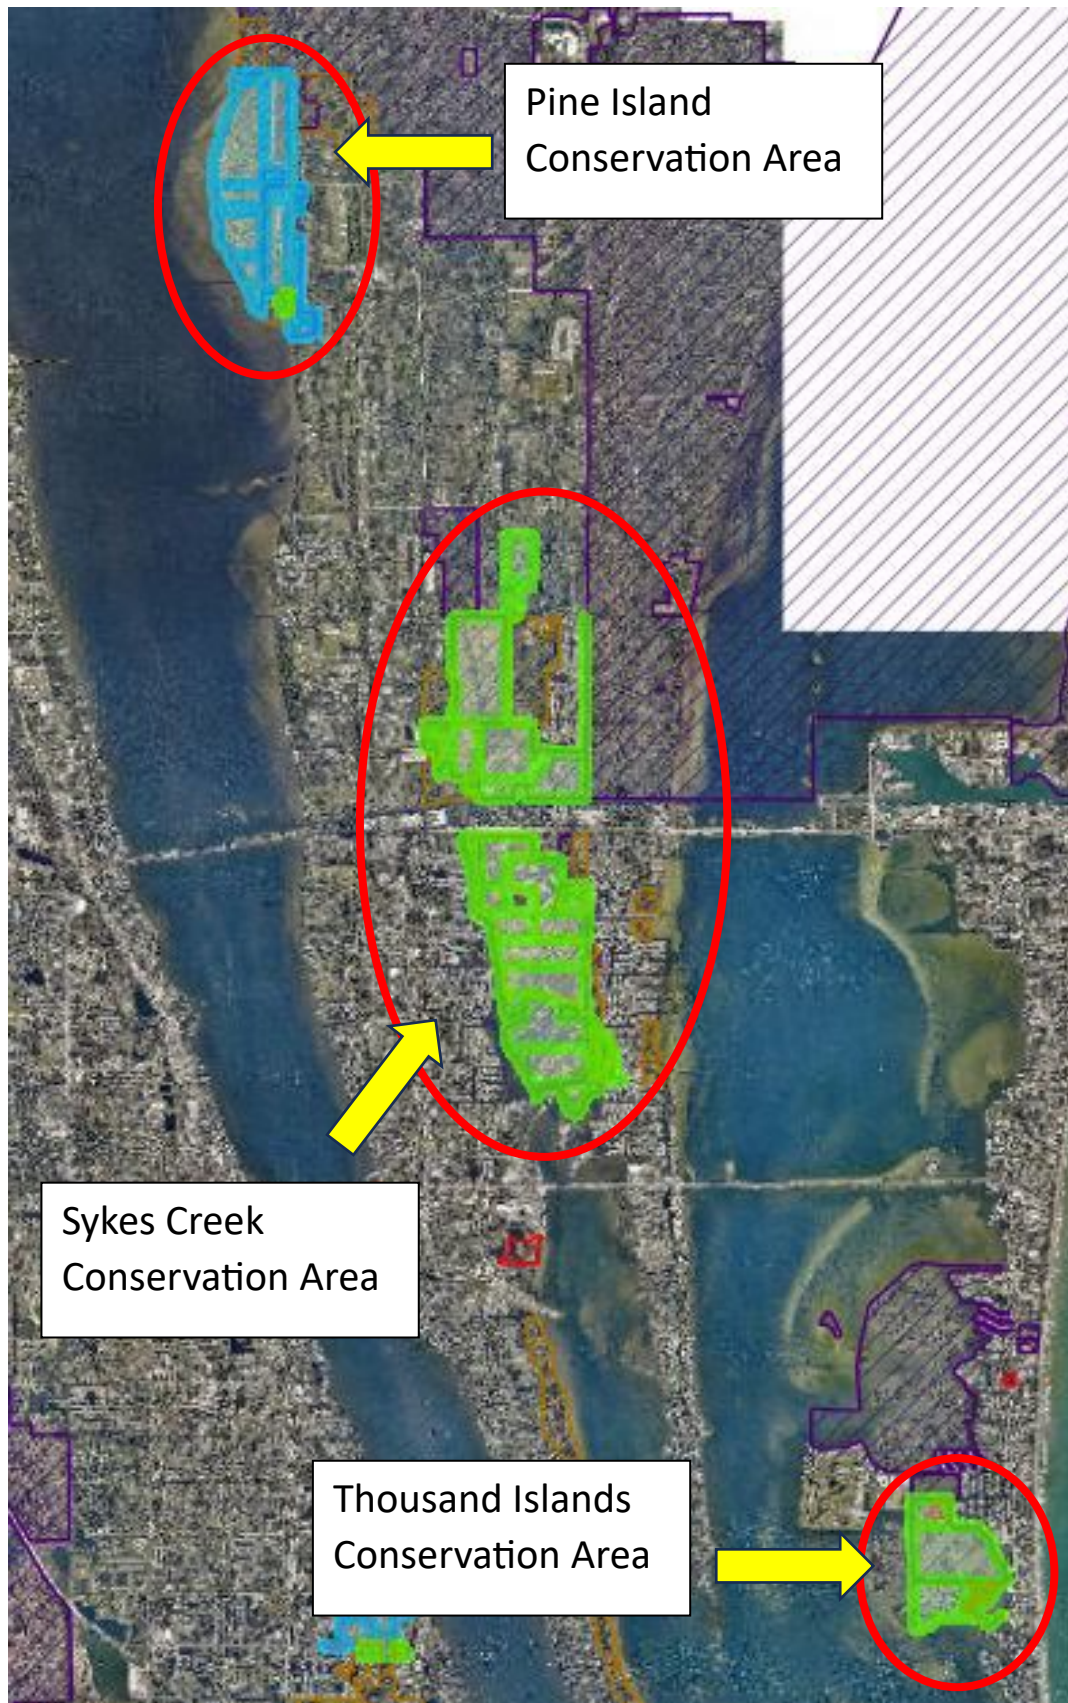 Pine Island
Conservation Area
Sykes Creek
Conservation Area
Thousand Islands
Conservation Area